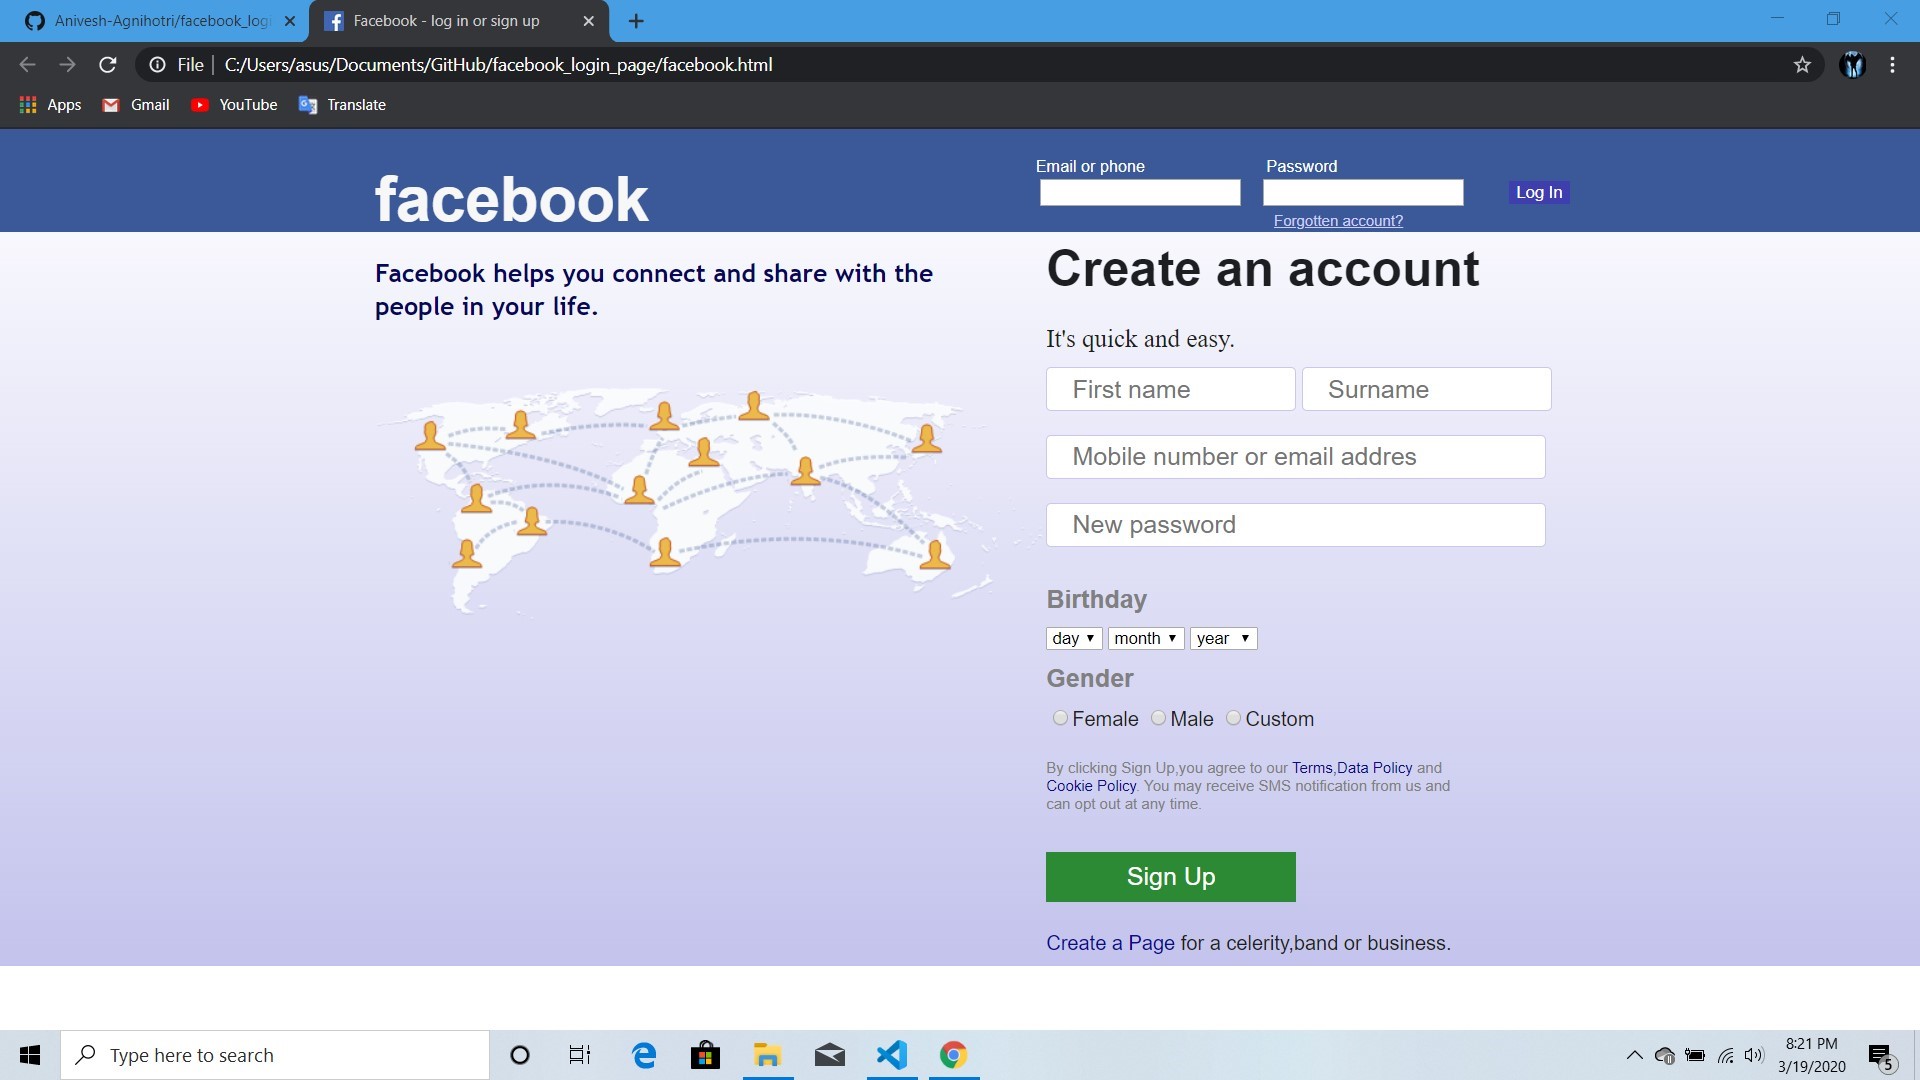 Anivesh-Agnihotri/facebook_logi
Facebook - log in or sign up
File
C:/Users/asus/Documents/GitHub/facebook_login_page/facebook.html
Apps
Gmail
YouTube
Translate
facebook
Email or phone
Password
Log In
Forgotten account?
Facebook helps you connect and share with the
people in your life.
Create an account
It's quick and easy.
First name
Surname
Mobile number or email addres
New password
Birthday
day
month
year
Gender
Female
Male
Custom
By clicking Sign Up,you agree to our Terms,Data Policy and
Cookie Policy. You may receive SMS notification from us and
can opt out at any time.
Sign Up
Create a Page for a celerity,band or business.
Type here to search
8:21 PM
3/19/2020
5